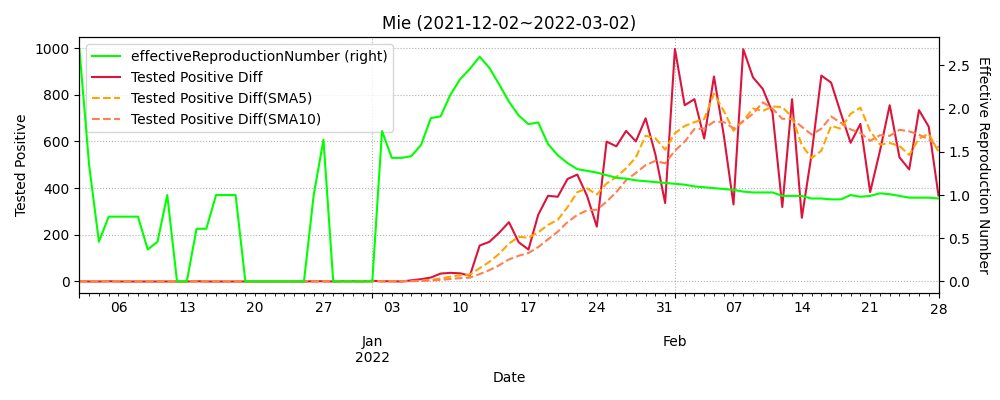 Mie (2021-12-02~2022-03-02)
effectiveReproductionNumber (right)
Tested Positive Diff
Tested Positive Diff(SMA5)
Tested Positive Diff(SMA10)
Tested Positive
1000
800
600
400
200
0
2.5
2.0
1.5
1.0
0.5
0.0
Effective Reproduction Number
06 13 20 27 03 10 17 24 31 07 14 21 28
Jan Feb
2022
Date